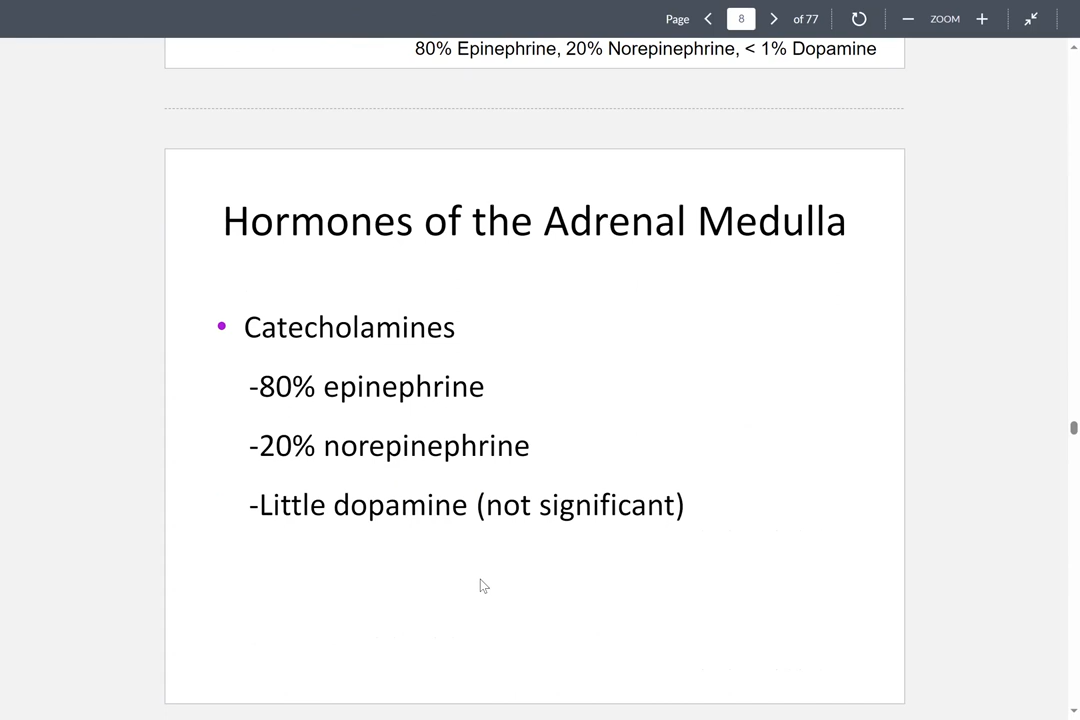 Page 8 of 77 ZOOM
80% Epinephrine, 20% Norepinephrine, < 1% Dopamine
Hormones of the Adrenal Medulla
• Catecholamines
-80% epinephrine
-20% norepinephrine
-Little dopamine (not significant)